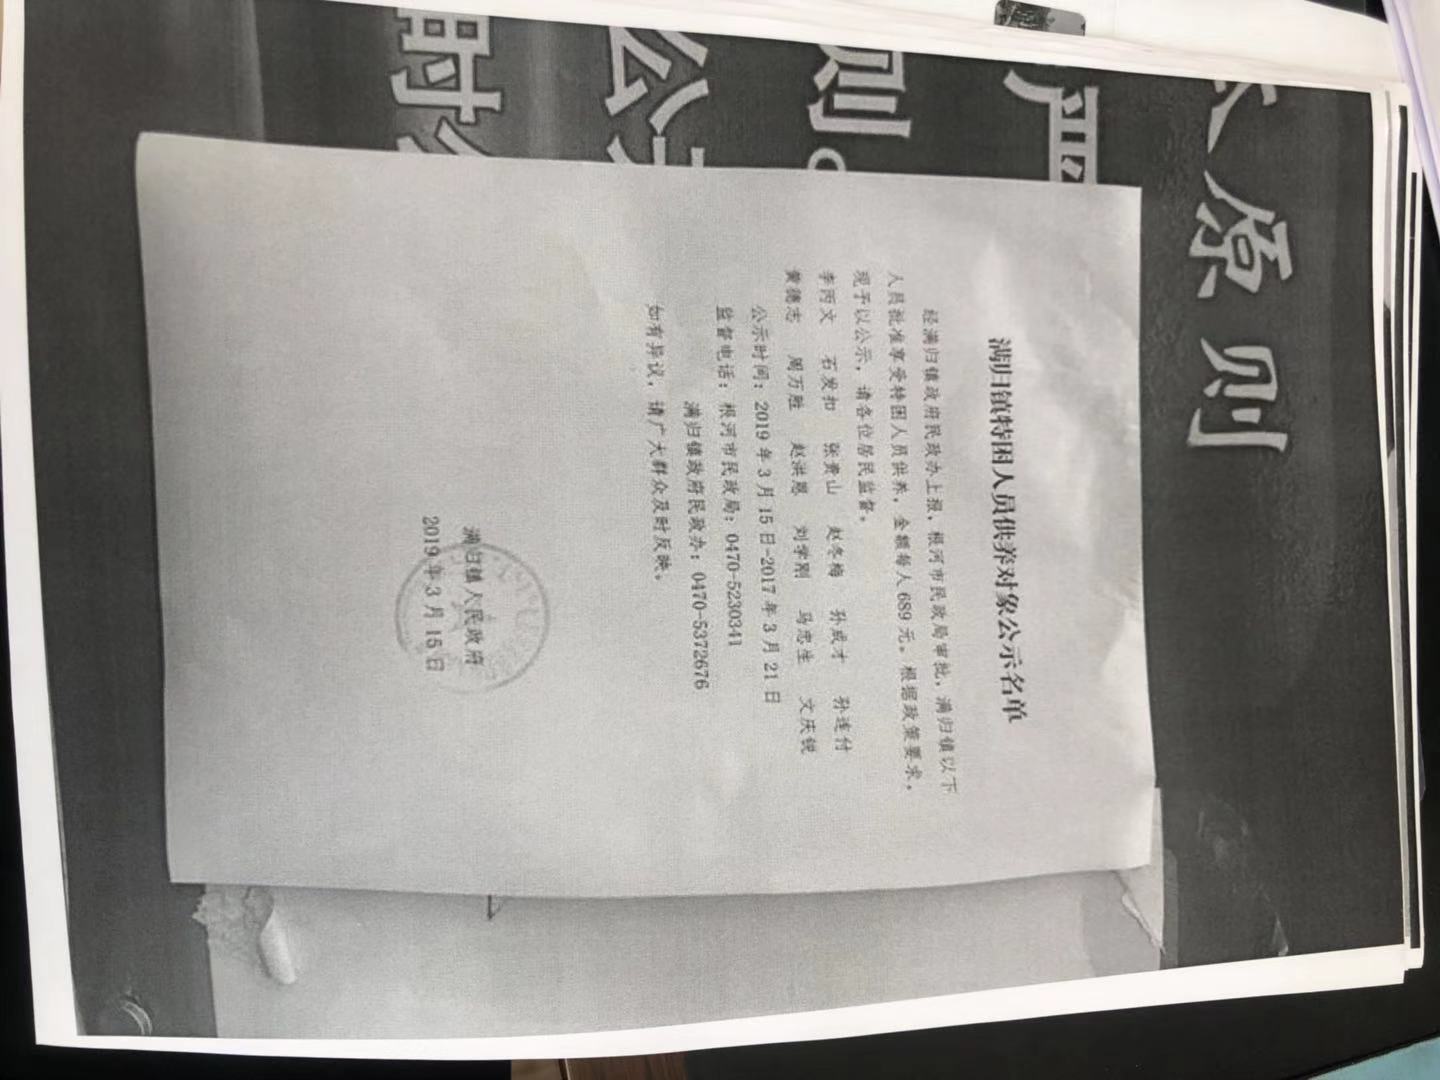 满归镇特困人员供养对象公示名单
经满归镇政府民政办上报，根河市民政局审批，满归镇以下
人员批准享受特困人员供养，金额每人689元。根据政策要求，
现予以公示，请各位居民监督。
李丙文 石发扣 张贵山 赵冬梅 孙成才 孙连付
黄德志 周万胜 赵洪恩 刘学刚 马忠生 文庆锐
公示时间：2019年3月15日-2017年3月21日
监督电话：根河市民政局：0470-5230341
满归镇政府民政办：0470-5372676
如有异议，请广大群众及时反映。
满归镇人民政府
2019年3月15日
原则
严
则。
公
时